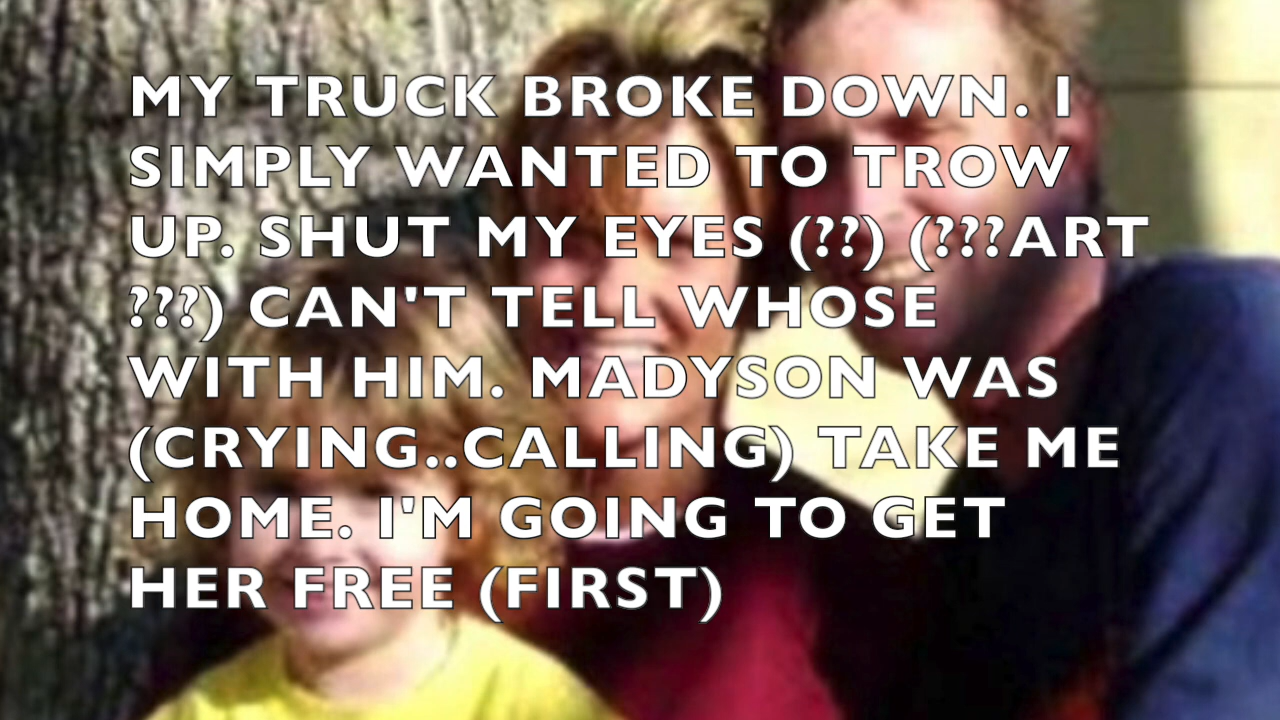 MY TRUCK BROKE DOWN. I
SIMPLY WANTED TO TROW
UP. SHUT MY EYES (??) (???ART
???) CAN'T TELL WHOSE
WITH HIM. MADYSON WAS
(CRYING..CALLING) TAKE ME
HOME. I'M GOING TO GET
HER FREE (FIRST)